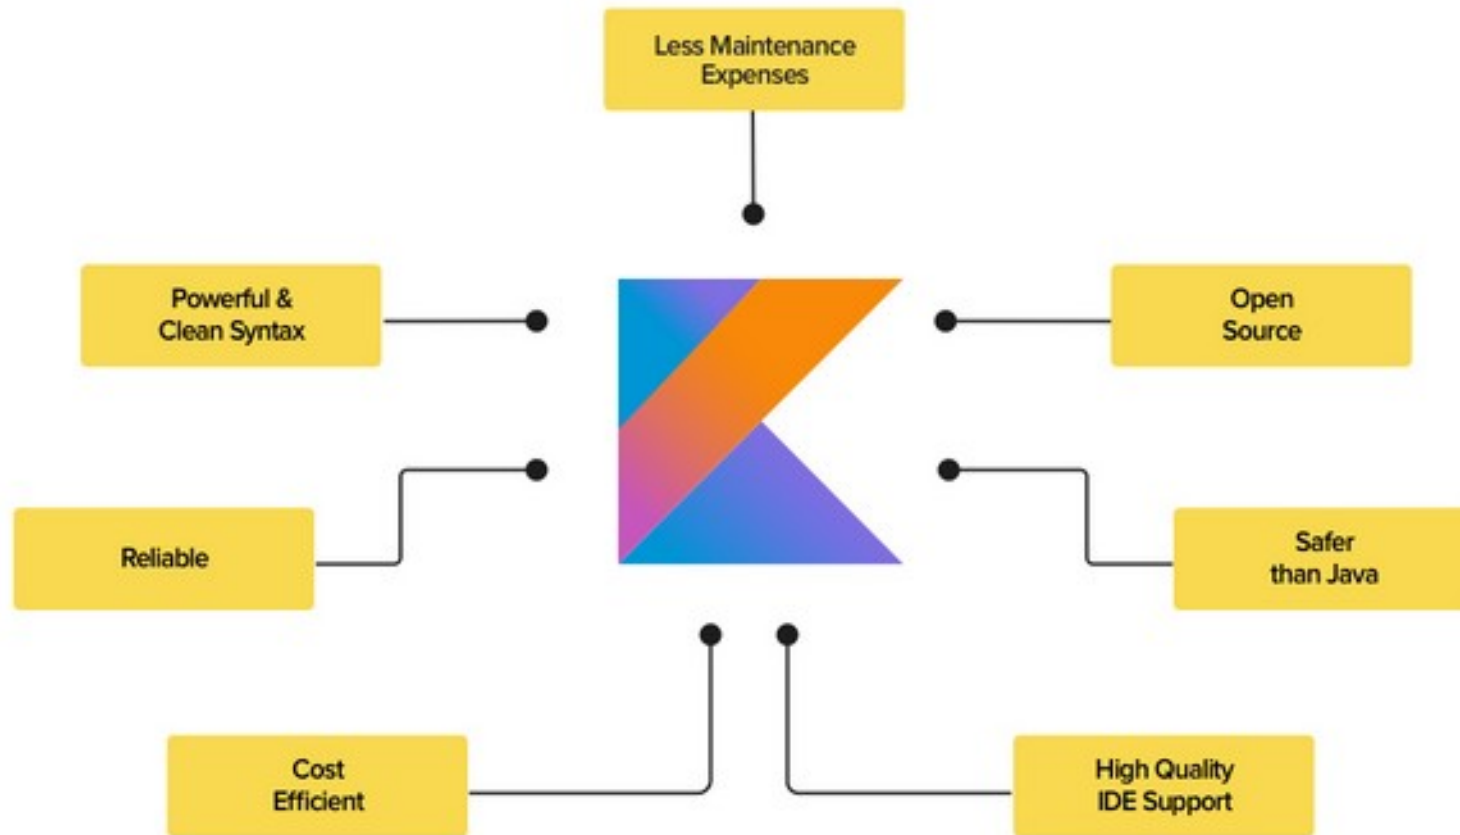 Less Maintenance
Expenses
Powerful &
Clean Syntax
Open
Source
Reliable
Safer
than Java
Cost
Efficient
High Quality
IDE Support